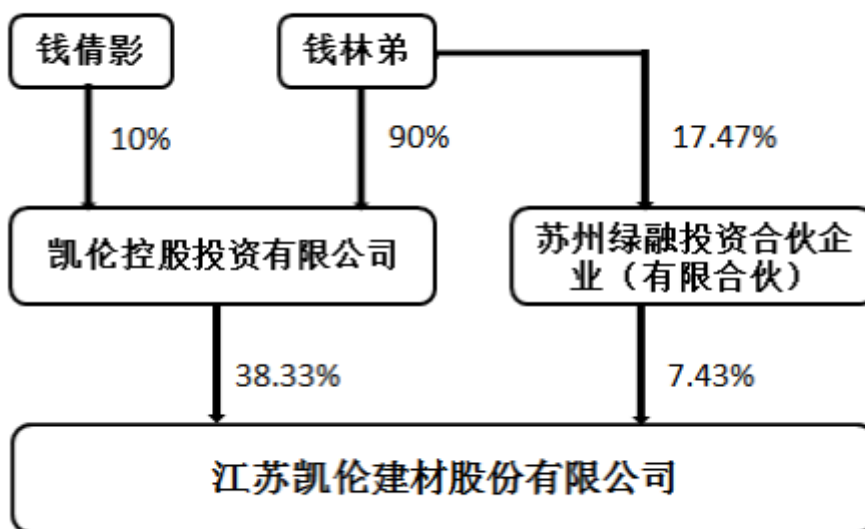 钱倩影
钱林弟
10%
90%
17.47%
凯伦控股投资有限公司
苏州绿融投资合伙企
业（有限合伙）
38.33%
7.43%
江苏凯伦建材股份有限公司